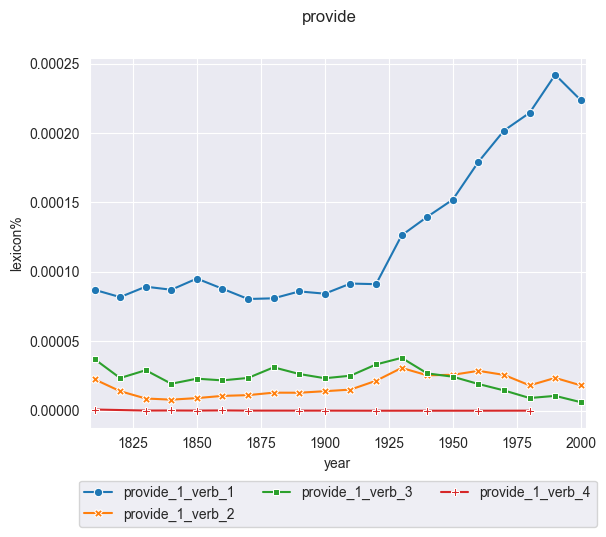 provide
0.00025
0.00020
0.00015
0.00010
0.00005
0.00000
lexicon%
1825 1850 1875 1900 1925 1950 1975 2000
year
provide_1_verb_1 provide_1_verb_3 provide_1_verb_4
provide_1_verb_2